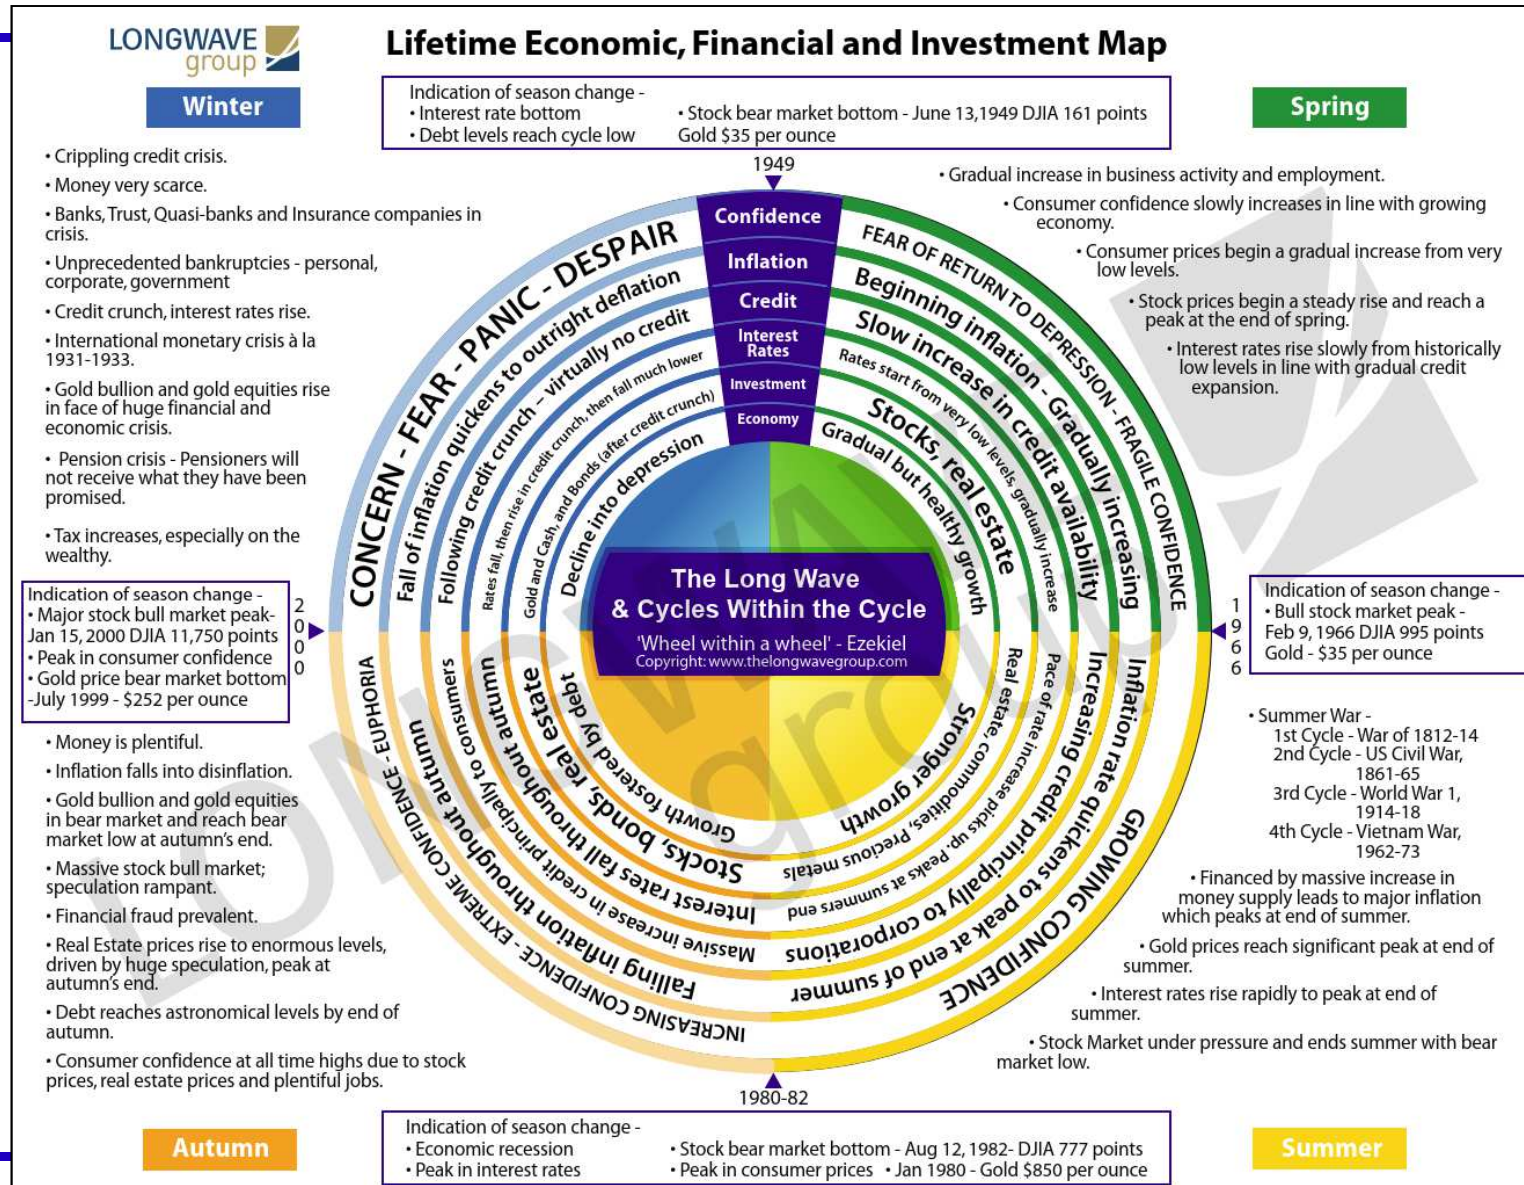 LONGWAVE
group
Lifetime Economic, Financial and Investment Map
Winter
Indication of season change -
• Interest rate bottom
• Debt levels reach cycle low
• Stock bear market bottom - June 13,1949 DJIA 161 points
Gold $35 per ounce
Spring
1949
• Crippling credit crisis.
• Money very scarce.
• Banks, Trust, Quasi-banks and Insurance companies in
crisis.
• Unprecedented bankruptcies - personal,
corporate, government
• Credit crunch, interest rates rise.
• International monetary crisis à la
1931-1933.
• Gold bullion and gold equities rise
in face of huge financial and
economic crisis.
• Pension crisis - Pensioners will
not receive what they have been
promised.
• Tax increases, especially on the
wealthy.
• Gradual increase in business activity and employment.
• Consumer confidence slowly increases in line with growing
economy.
• Consumer prices begin a gradual increase from very
low levels.
• Stock prices begin a steady rise and reach a
peak at the end of spring.
• Interest rates rise slowly from historically
low levels in line with gradual credit
expansion.
Confidence
Inflation
Credit
Interest
Rates
Investment
Economy
CONCERN - FEAR - PANIC - DESPAIR
Fall of inflation quickens to outright deflation
Following credit crunch – virtually no credit
Rates fall, then rise in credit crunch, then fall much lower
Gold and Cash, and Bonds (after credit crunch)
Decline into depression
FEAR OF RETURN TO DEPRESSION - FRAGILE CONFIDENCE
Beginning inflation - Gradually increasing
Slow increase in credit availability
Rates start from very low levels, gradually increase
Stocks, real estate
Gradual but healthy growth
The Long Wave
& Cycles Within the Cycle
'Wheel within a wheel' - Ezekiel
Copyright: www.thelongwavegroup.com
Indication of season change -
• Major stock bull market peak-
Jan 15, 2000 DJIA 11,750 points
• Peak in consumer confidence
• Gold price bear market bottom
-July 1999 - $252 per ounce
2000
1966
Indication of season change -
• Bull stock market peak -
Feb 9, 1966 DJIA 995 points
Gold - $35 per ounce
INCREASING CONFIDENCE - EXTREME CONFIDENCE - EUPHORIA
Falling inflation throughout autumn
Massive increase in credit principally to consumers
Interest rates fall throughout autumn
Stocks, bonds, real estate
Growth fostered by debt
GROWING CONFIDENCE
Inflation rate quickens to peak at end of summer
Increasing credit principally to corporations
Pace of rate increase picks up. Peaks at summers end
Real estate, commodities, Precious metals
Stronger growth
• Money is plentiful.
• Inflation falls into disinflation.
• Gold bullion and gold equities
in bear market and reach bear
market low at autumn's end.
• Massive stock bull market;
speculation rampant.
• Financial fraud prevalent.
• Real Estate prices rise to enormous levels,
driven by huge speculation, peak at
autumn's end.
• Debt reaches astronomical levels by end of
autumn.
• Consumer confidence at all time highs due to stock
prices, real estate prices and plentiful jobs.
• Summer War -
1st Cycle - War of 1812-14
2nd Cycle - US Civil War,
1861-65
3rd Cycle - World War 1,
1914-18
4th Cycle - Vietnam War,
1962-73
• Financed by massive increase in
money supply leads to major inflation
which peaks at end of summer.
• Gold prices reach significant peak at end of
summer.
• Interest rates rise rapidly to peak at end of
summer.
• Stock Market under pressure and ends summer with bear
market low.
1980-82
Autumn
Indication of season change -
• Economic recession
• Peak in interest rates
• Stock bear market bottom - Aug 12, 1982- DJIA 777 points
• Peak in consumer prices • Jan 1980 - Gold $850 per ounce
Summer
LONGWAVE
group